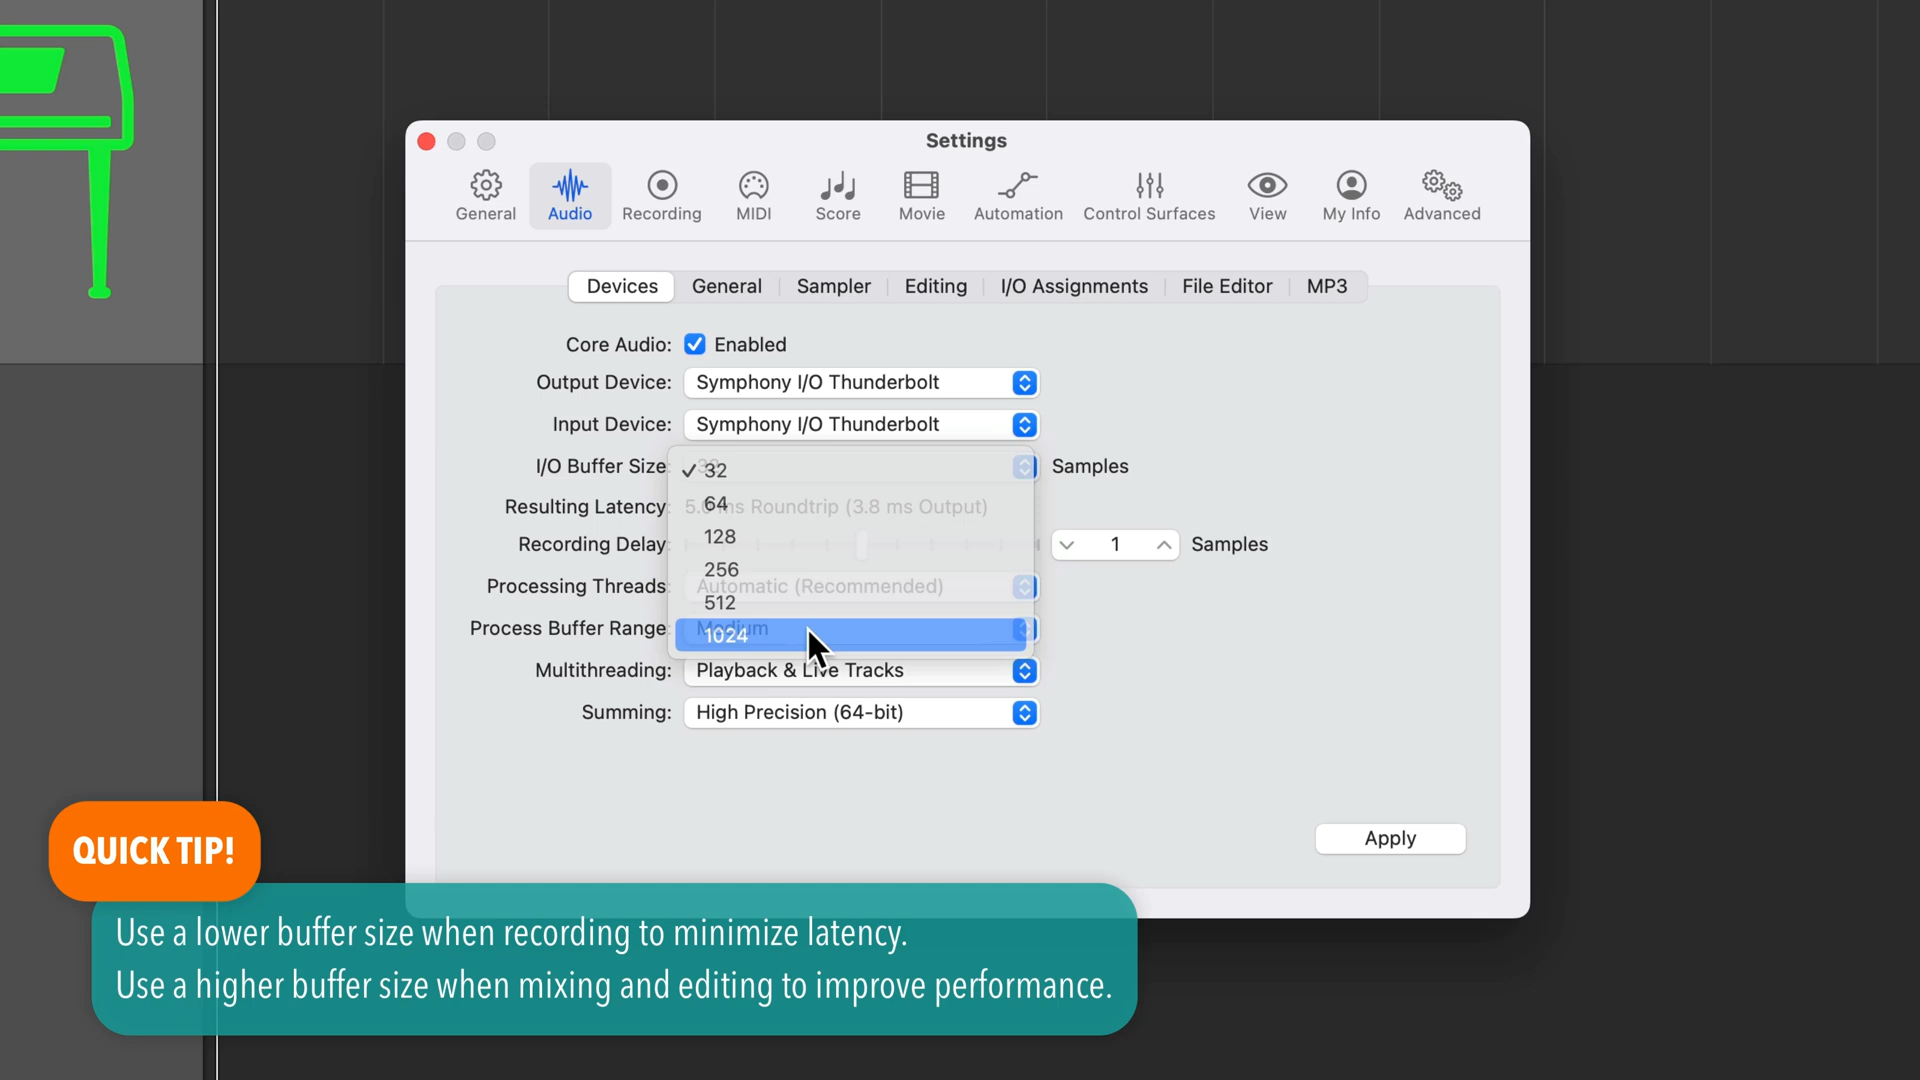 Settings
General
Audio
Recording
MIDI
Score
Movie
Automation
Control Surfaces
View
My Info
Advanced
Devices
General
Sampler
Editing
I/O Assignments
File Editor
MP3
Core Audio:
Enabled
Output Device:
Symphony I/O Thunderbolt
Input Device:
Symphony I/O Thunderbolt
I/O Buffer Size
32
Samples
64
Resulting Latency:
ms Roundtrip (3.8 ms Output)
128
Recording Delay
1
Samples
256
Processing Threads:
Automatic (Recommended)
512
Process Buffer Range
Medium
1024
Multithreading:
Playback & Live Tracks
Summing:
High Precision (64-bit)
Apply
QUICK TIP!
Use a lower buffer size when recording to minimize latency.
Use a higher buffer size when mixing and editing to improve performance.